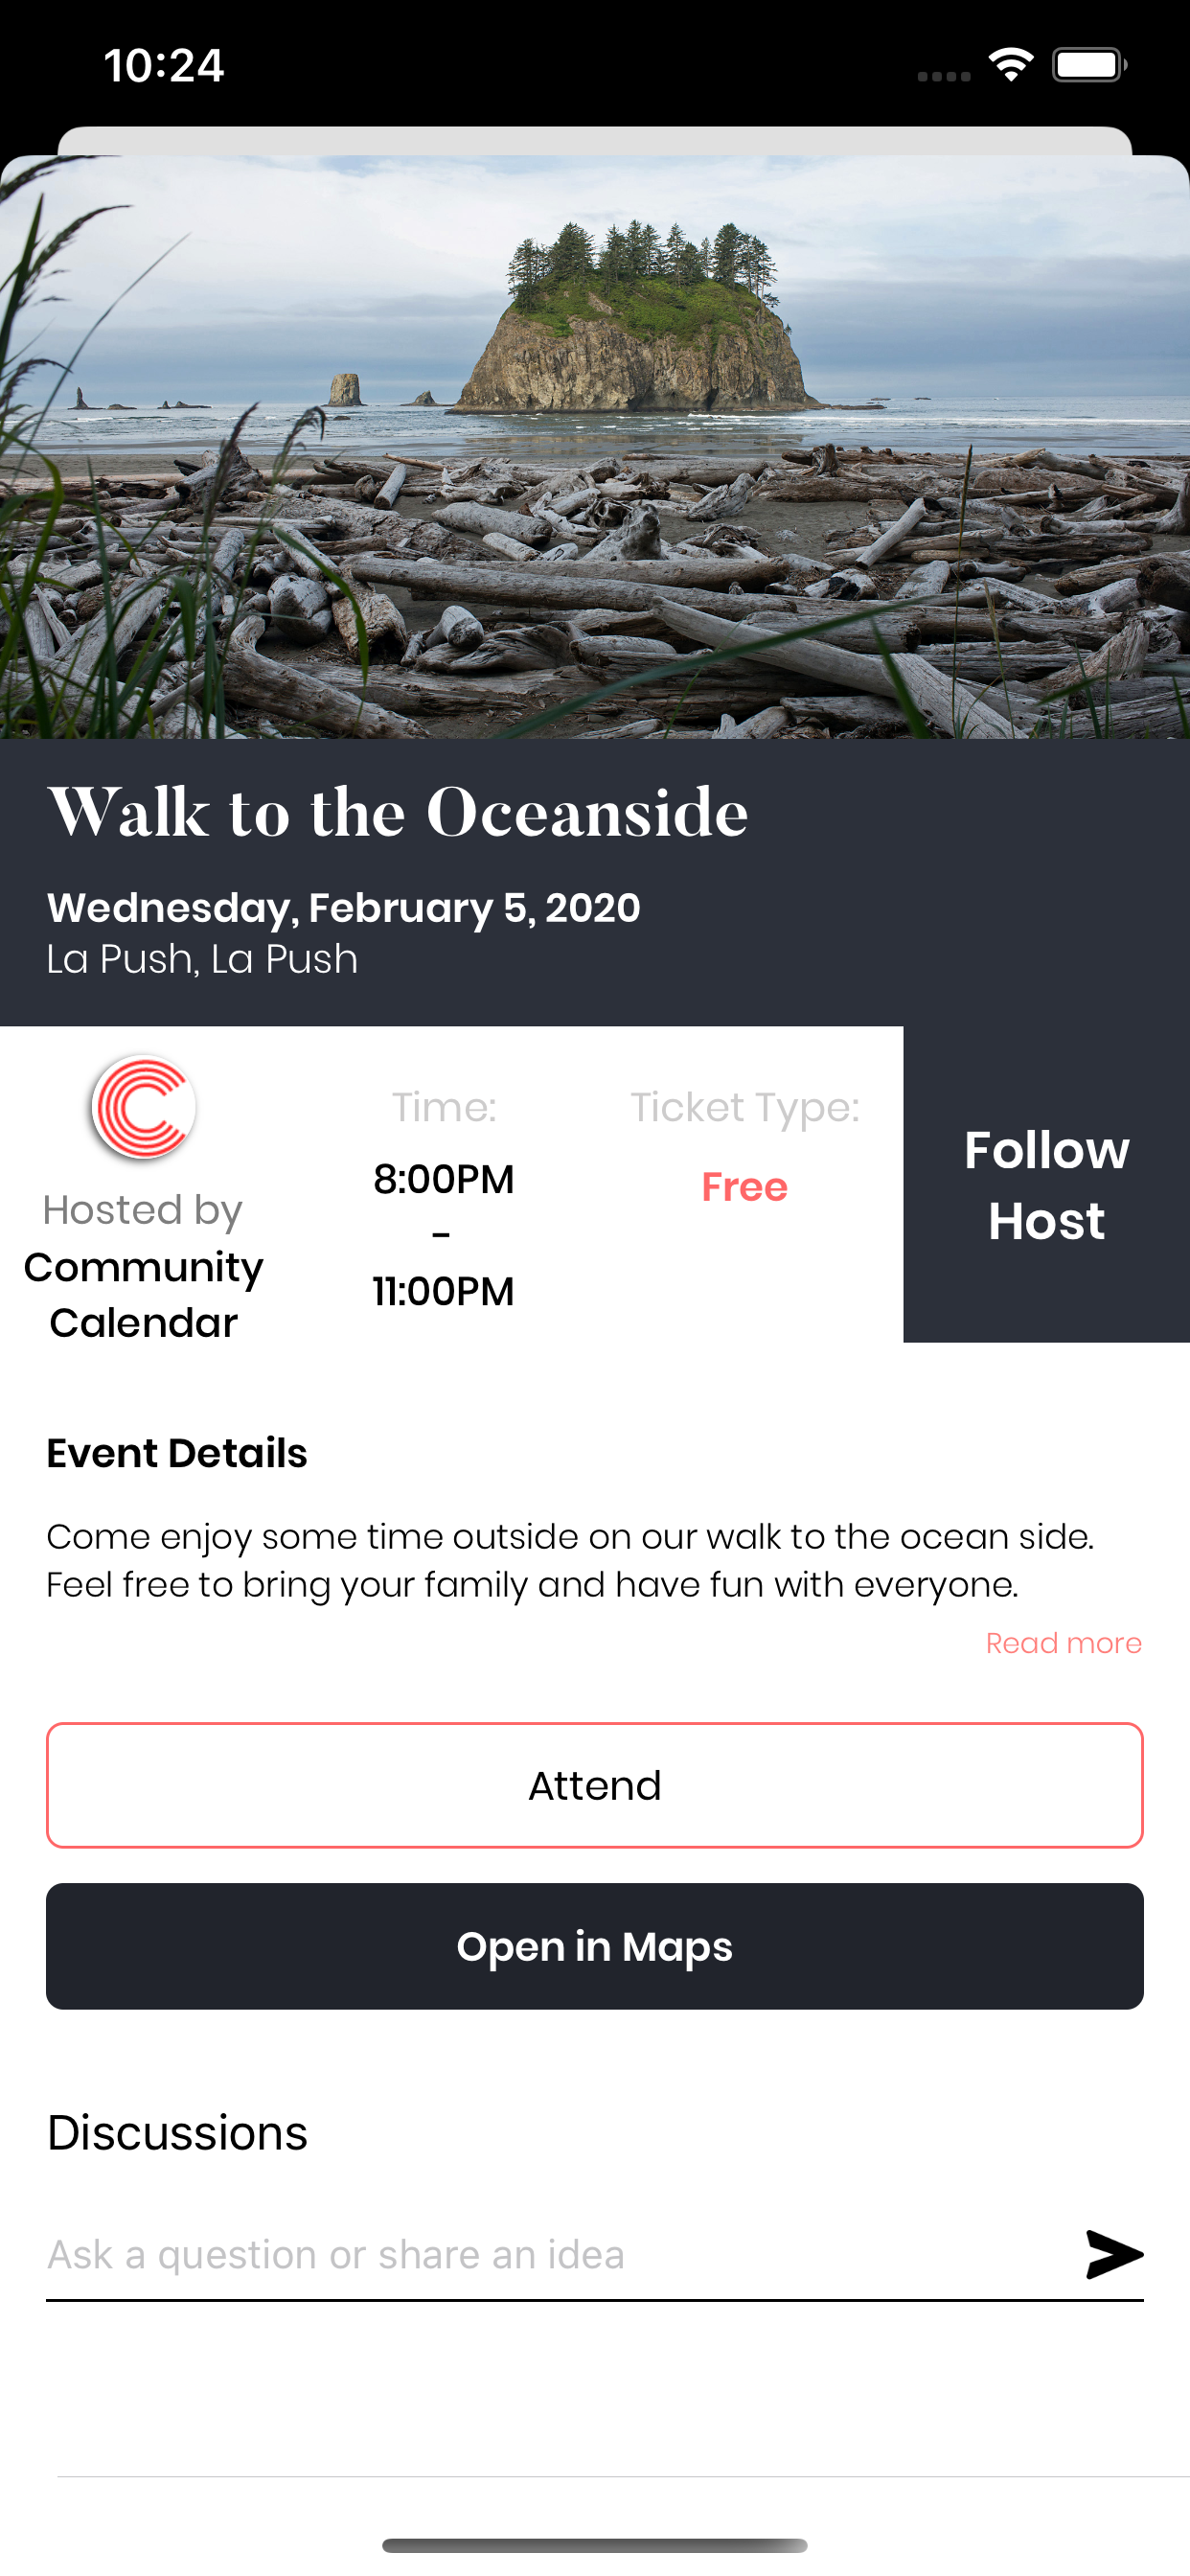 10:24
Walk to the Oceanside
Wednesday, February 5, 2020
La Push, La Push
Hosted by
Community
Calendar
Time:
8:00PM
-
11:00PM
Ticket Type:
Free
Follow
Host
Event Details
Come enjoy some time outside on our walk to the ocean side.
Feel free to bring your family and have fun with everyone.
Read more
Attend
Open in Maps
Discussions
Ask a question or share an idea